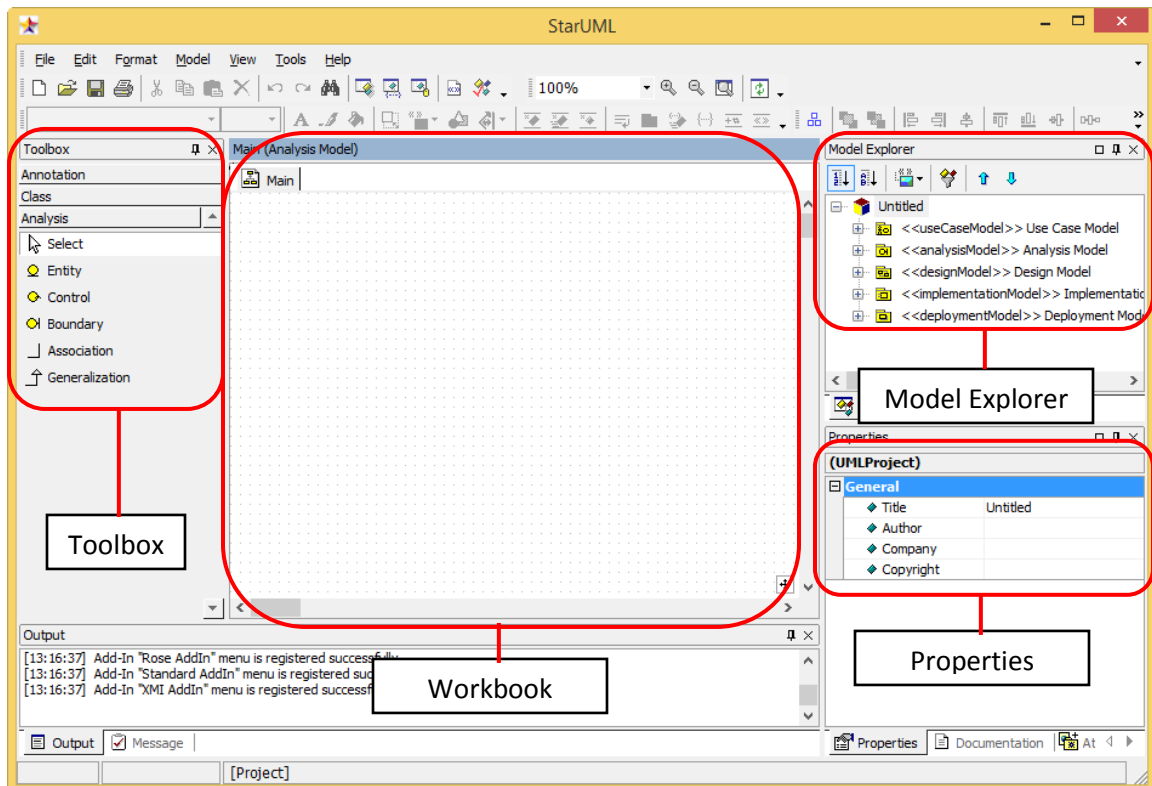 StarUML
File Edit Format Model View Tools Help
100%
Toolbox
Annotation
Class
Analysis
Select
Entity
Control
Boundary
Association
Generalization
Toolbox
Main (Analysis Model)
Main
Model Explorer
Untitled
<<useCaseModel>> Use Case Model
<<analysisModel>> Analysis Model
<<designModel>> Design Model
<<implementationModel>> Implementatic
<<deploymentModel>> Deployment Mod
Model Explorer
Properties
(UMLProject)
General
Title Untitled
Author
Company
Copyright
Properties
Output
[13:16:37] Add-In "Rose AddIn" menu is registered successfully
[13:16:37] Add-In "Standard AddIn" menu is registered suc
[13:16:37] Add-In "XMI AddIn" menu is registered successf
Workbook
Output Message
Properties Documentation At
[Project]